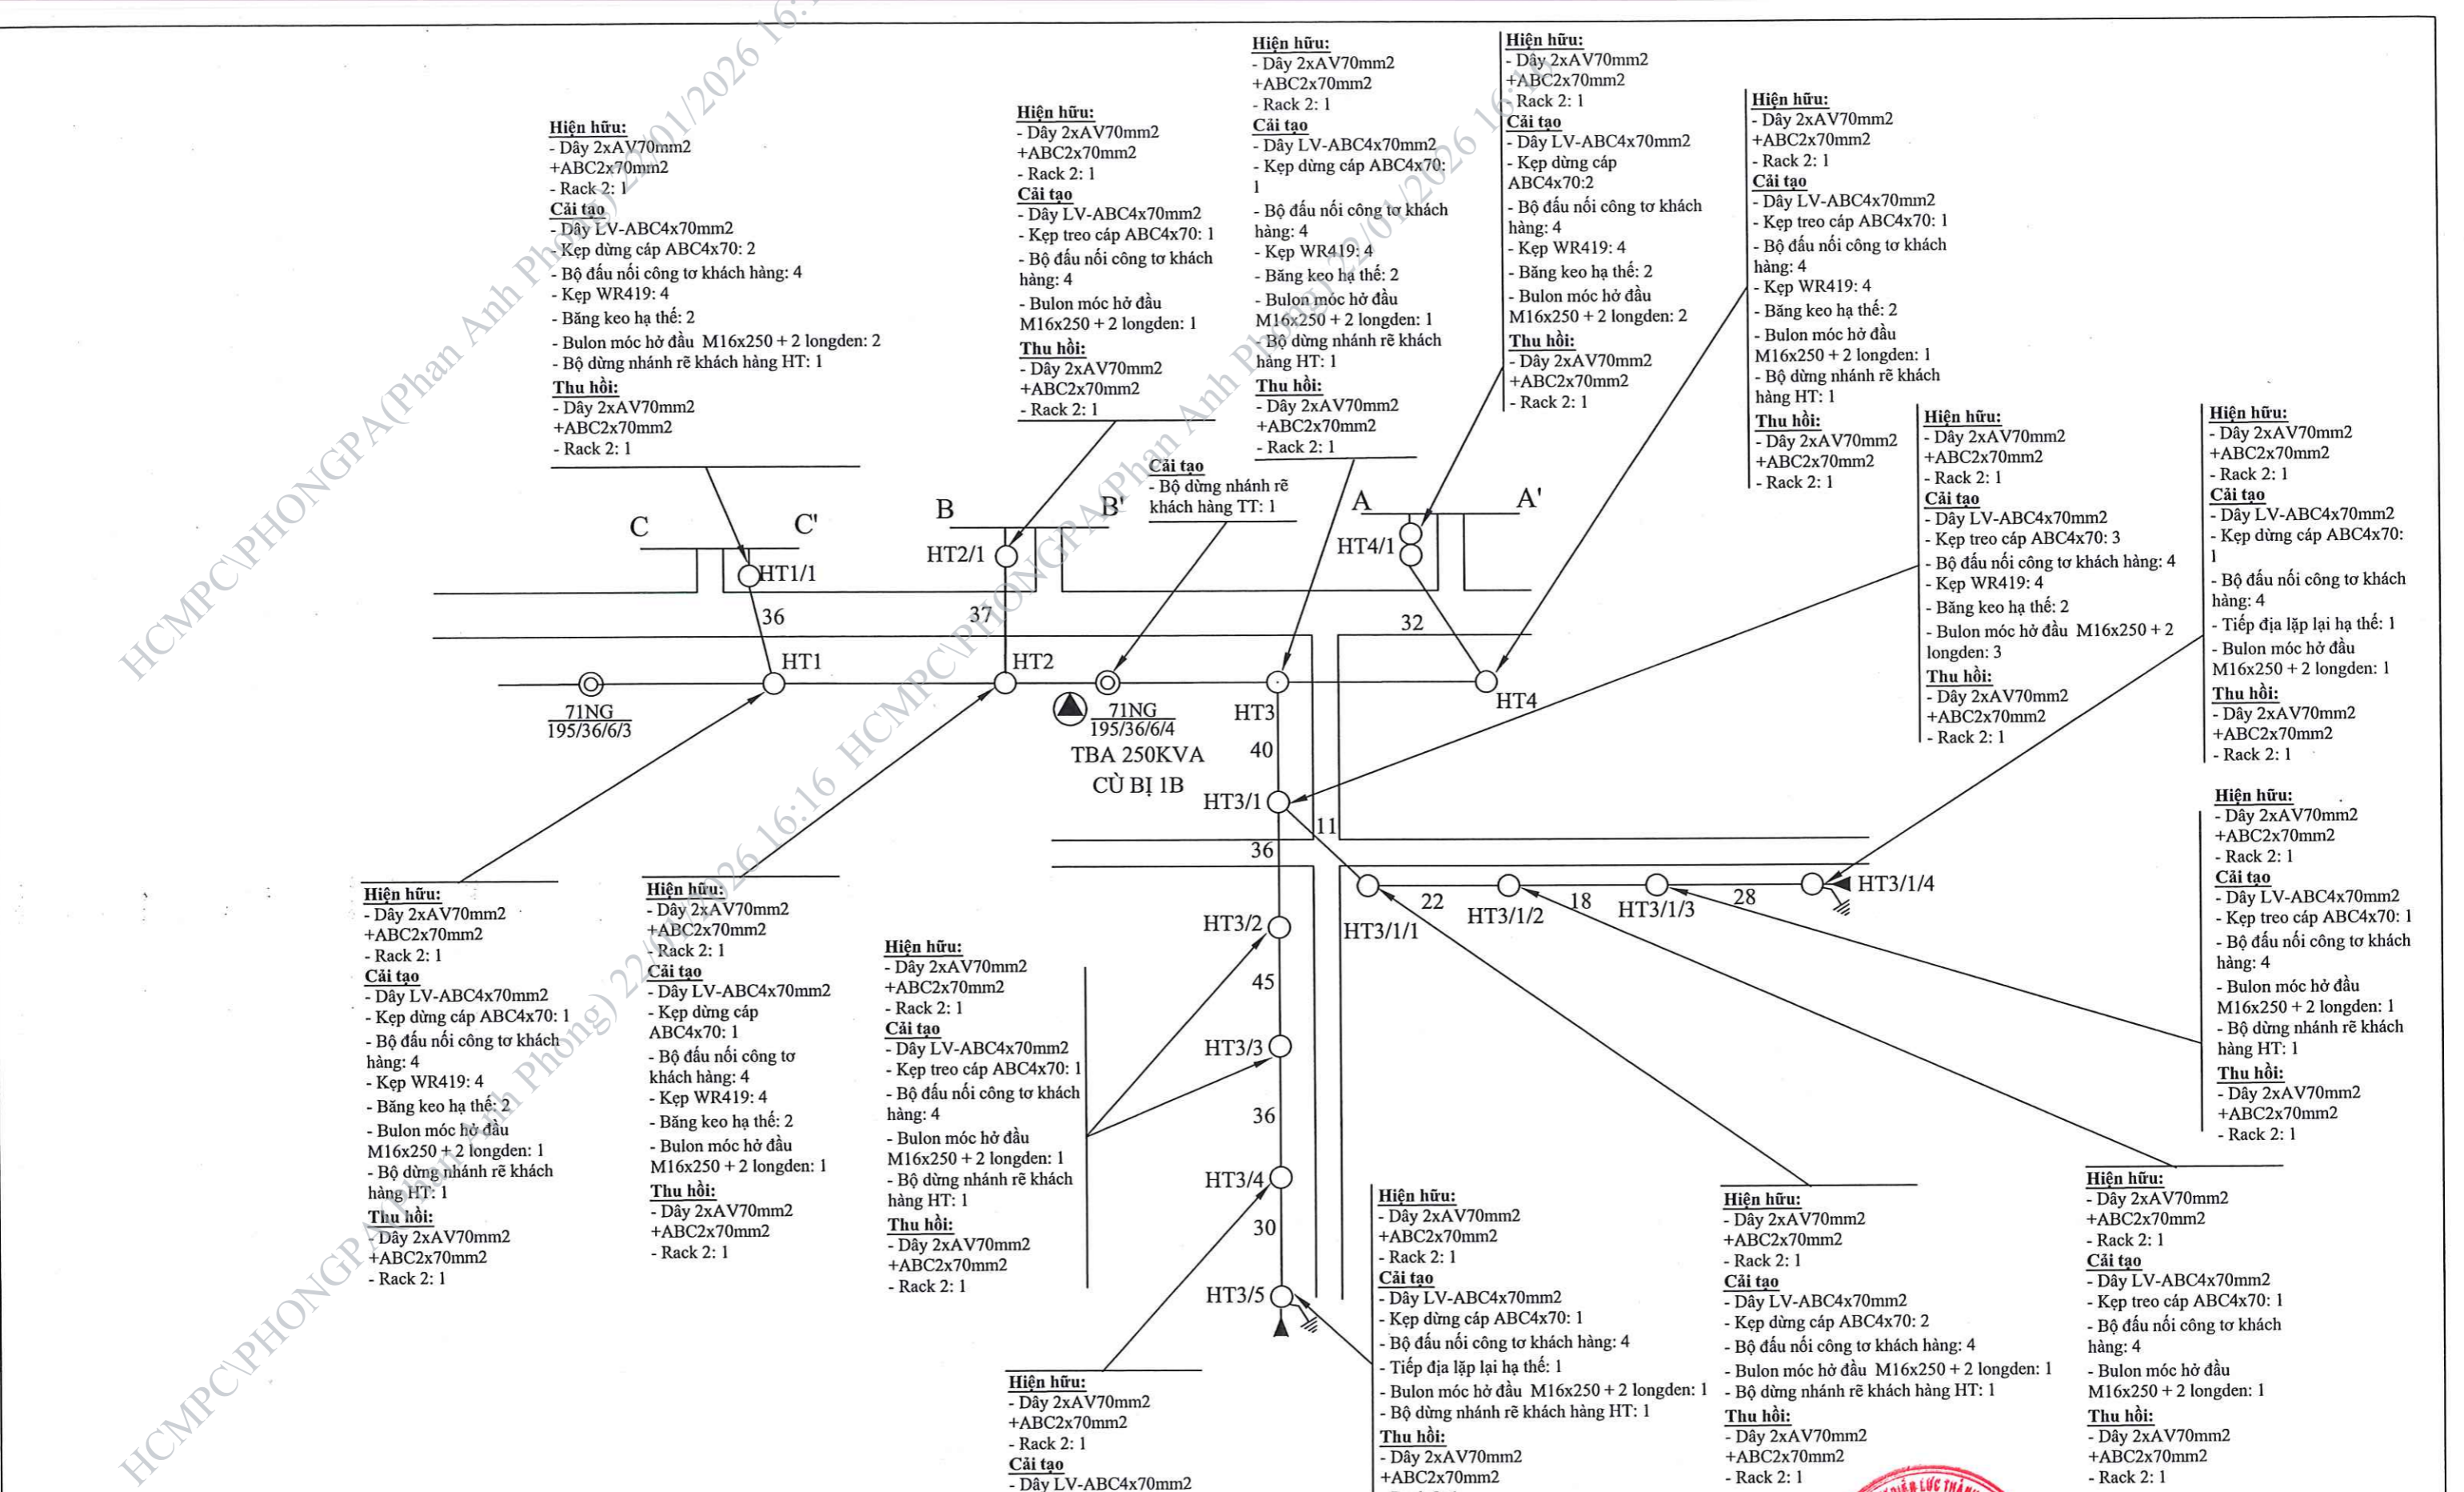 Hiện hữu:
- Dây 2xAV70mm2
+ABC2x70mm2
- Rack 2: 1
Cải tạo
- Dây LV-ABC4x70mm2
- Kẹp dừng cáp ABC4x70: 2
- Bộ đấu nối công tơ khách hàng: 4
- Kẹp WR419: 4
- Băng keo hạ thế: 2
- Bulon móc hở đầu M16x250 + 2 longden: 2
- Bộ dừng nhánh rẽ khách hàng HT: 1
Thu hồi:
- Dây 2xAV70mm2
+ABC2x70mm2
- Rack 2: 1
Hiện hữu:
- Dây 2xAV70mm2
+ABC2x70mm2
- Rack 2: 1
Cải tạo
- Dây LV-ABC4x70mm2
- Kẹp treo cáp ABC4x70: 1
- Bộ đấu nối công tơ khách
hàng: 4
- Bulon móc hở đầu
M16x250 + 2 longden: 1
Thu hồi:
- Dây 2xAV70mm2
+ABC2x70mm2
- Rack 2: 1
Hiện hữu:
- Dây 2xAV70mm2
+ABC2x70mm2
- Rack 2: 1
Cải tạo
- Dây LV-ABC4x70mm2
- Kẹp dừng cáp ABC4x70:
1
- Bộ đấu nối công tơ khách
hàng: 4
- Kẹp WR419: 4
- Băng keo hạ thế: 2
- Bulon móc hở đầu
M16x250 + 2 longden: 1
- Bộ dừng nhánh rẽ khách
hàng HT: 1
Thu hồi:
- Dây 2xAV70mm2
+ABC2x70mm2
- Rack 2: 1
Hiện hữu:
- Dây 2xAV70mm2
+ABC2x70mm2
- Rack 2: 1
Cải tạo
- Dây LV-ABC4x70mm2
- Kẹp dừng cáp
ABC4x70:2
- Bộ đấu nối công tơ khách
hàng: 4
- Kẹp WR419: 4
- Băng keo hạ thế: 2
- Bulon móc hở đầu
M16x250 + 2 longden: 2
Thu hồi:
- Dây 2xAV70mm2
+ABC2x70mm2
- Rack 2: 1
Hiện hữu:
- Dây 2xAV70mm2
+ABC2x70mm2
- Rack 2: 1
Cải tạo
- Dây LV-ABC4x70mm2
- Kẹp treo cáp ABC4x70: 1
- Bộ đấu nối công tơ khách
hàng: 4
- Kẹp WR419: 4
- Băng keo hạ thế: 2
- Bulon móc hở đầu
M16x250 + 2 longden: 1
- Bộ dừng nhánh rẽ khách
hàng HT: 1
Thu hồi:
- Dây 2xAV70mm2
+ABC2x70mm2
- Rack 2: 1
Hiện hữu:
- Dây 2xAV70mm2
+ABC2x70mm2
- Rack 2: 1
Cải tạo
- Dây LV-ABC4x70mm2
- Kẹp treo cáp ABC4x70: 3
- Bộ đấu nối công tơ khách hàng: 4
- Kẹp WR419: 4
- Băng keo hạ thế: 2
- Bulon móc hở đầu M16x250 + 2
longden: 3
Thu hồi:
- Dây 2xAV70mm2
+ABC2x70mm2
- Rack 2: 1
Hiện hữu:
- Dây 2xAV70mm2
+ABC2x70mm2
- Rack 2: 1
Cải tạo
- Dây LV-ABC4x70mm2
- Kẹp dừng cáp ABC4x70:
1
- Bộ đấu nối công tơ khách
hàng: 4
- Tiếp địa lặp lại hạ thế: 1
- Bulon móc hở đầu
M16x250 + 2 longden: 1
Thu hồi:
- Dây 2xAV70mm2
+ABC2x70mm2
- Rack 2: 1
Cải tạo
- Bộ dừng nhánh rẽ
khách hàng TT: 1
C
C'
B
B'
A
A'
HT1/1
HT2/1
HT4/1
36
37
32
HT1
HT2
HT3
HT4
71NG
195/36/6/3
71NG
195/36/6/4
TBA 250KVA
CÙ BỊ 1B
40
HT3/1
11
36
HT3/1/1
22
HT3/1/2
18
HT3/1/3
28
HT3/1/4
HT3/2
45
HT3/3
36
HT3/4
30
HT3/5
Hiện hữu:
- Dây 2xAV70mm2
+ABC2x70mm2
- Rack 2: 1
Cải tạo
- Dây LV-ABC4x70mm2
- Kẹp treo cáp ABC4x70: 1
- Bộ đấu nối công tơ khách
hàng: 4
- Bulon móc hở đầu
M16x250 + 2 longden: 1
- Bộ dừng nhánh rẽ khách
hàng HT: 1
Thu hồi:
- Dây 2xAV70mm2
+ABC2x70mm2
- Rack 2: 1
Hiện hữu:
- Dây 2xAV70mm2
+ABC2x70mm2
- Rack 2: 1
Cải tạo
- Dây LV-ABC4x70mm2
- Kẹp dừng cáp ABC4x70: 1
- Bộ đấu nối công tơ khách
hàng: 4
- Kẹp WR419: 4
- Băng keo hạ thế: 2
- Bulon móc hở đầu
M16x250 + 2 longden: 1
- Bộ dừng nhánh rẽ khách
hàng HT: 1
Thu hồi:
- Dây 2xAV70mm2
+ABC2x70mm2
- Rack 2: 1
Hiện hữu:
- Dây 2xAV70mm2
+ABC2x70mm2
- Rack 2: 1
Cải tạo
- Dây LV-ABC4x70mm2
- Kẹp dừng cáp
ABC4x70: 1
- Bộ đấu nối công tơ
khách hàng: 4
- Kẹp WR419: 4
- Băng keo hạ thế: 2
- Bulon móc hở đầu
M16x250 + 2 longden: 1
Thu hồi:
- Dây 2xAV70mm2
+ABC2x70mm2
- Rack 2: 1
Hiện hữu:
- Dây 2xAV70mm2
+ABC2x70mm2
- Rack 2: 1
Cải tạo
- Dây LV-ABC4x70mm2
- Kẹp treo cáp ABC4x70: 1
- Bộ đấu nối công tơ khách
hàng: 4
- Bulon móc hở đầu
M16x250 + 2 longden: 1
- Bộ dừng nhánh rẽ khách
hàng HT: 1
Thu hồi:
- Dây 2xAV70mm2
+ABC2x70mm2
- Rack 2: 1
Hiện hữu:
- Dây 2xAV70mm2
+ABC2x70mm2
- Rack 2: 1
Cải tạo
- Dây LV-ABC4x70mm2
Hiện hữu:
- Dây 2xAV70mm2
+ABC2x70mm2
- Rack 2: 1
Cải tạo
- Dây LV-ABC4x70mm2
- Kẹp dừng cáp ABC4x70: 1
- Bộ đấu nối công tơ khách hàng: 4
- Tiếp địa lặp lại hạ thế: 1
- Bulon móc hở đầu M16x250 + 2 longden: 1
- Bộ dừng nhánh rẽ khách hàng HT: 1
Thu hồi:
- Dây 2xAV70mm2
+ABC2x70mm2
Hiện hữu:
- Dây 2xAV70mm2
+ABC2x70mm2
- Rack 2: 1
Cải tạo
- Dây LV-ABC4x70mm2
- Kẹp dừng cáp ABC4x70: 2
- Bộ đấu nối công tơ khách hàng: 4
- Bulon móc hở đầu M16x250 + 2 longden: 1
- Bộ dừng nhánh rẽ khách hàng HT: 1
Thu hồi:
- Dây 2xAV70mm2
+ABC2x70mm2
- Rack 2: 1
Hiện hữu:
- Dây 2xAV70mm2
+ABC2x70mm2
- Rack 2: 1
Cải tạo
- Dây LV-ABC4x70mm2
- Kẹp treo cáp ABC4x70: 1
- Bộ đấu nối công tơ khách
hàng: 4
- Bulon móc hở đầu
M16x250 + 2 longden: 1
Thu hồi:
- Dây 2xAV70mm2
+ABC2x70mm2
- Rack 2: 1
HCMPC\PHONGPA(Phan Anh Phong) 22/01/2026 16:1
HCMPC\PHONGPA(Phan Anh Phong) 22/01/2026 16:16
HCMPC\PHONGPA(Phan Anh Phong) 22/01/2026 16:16